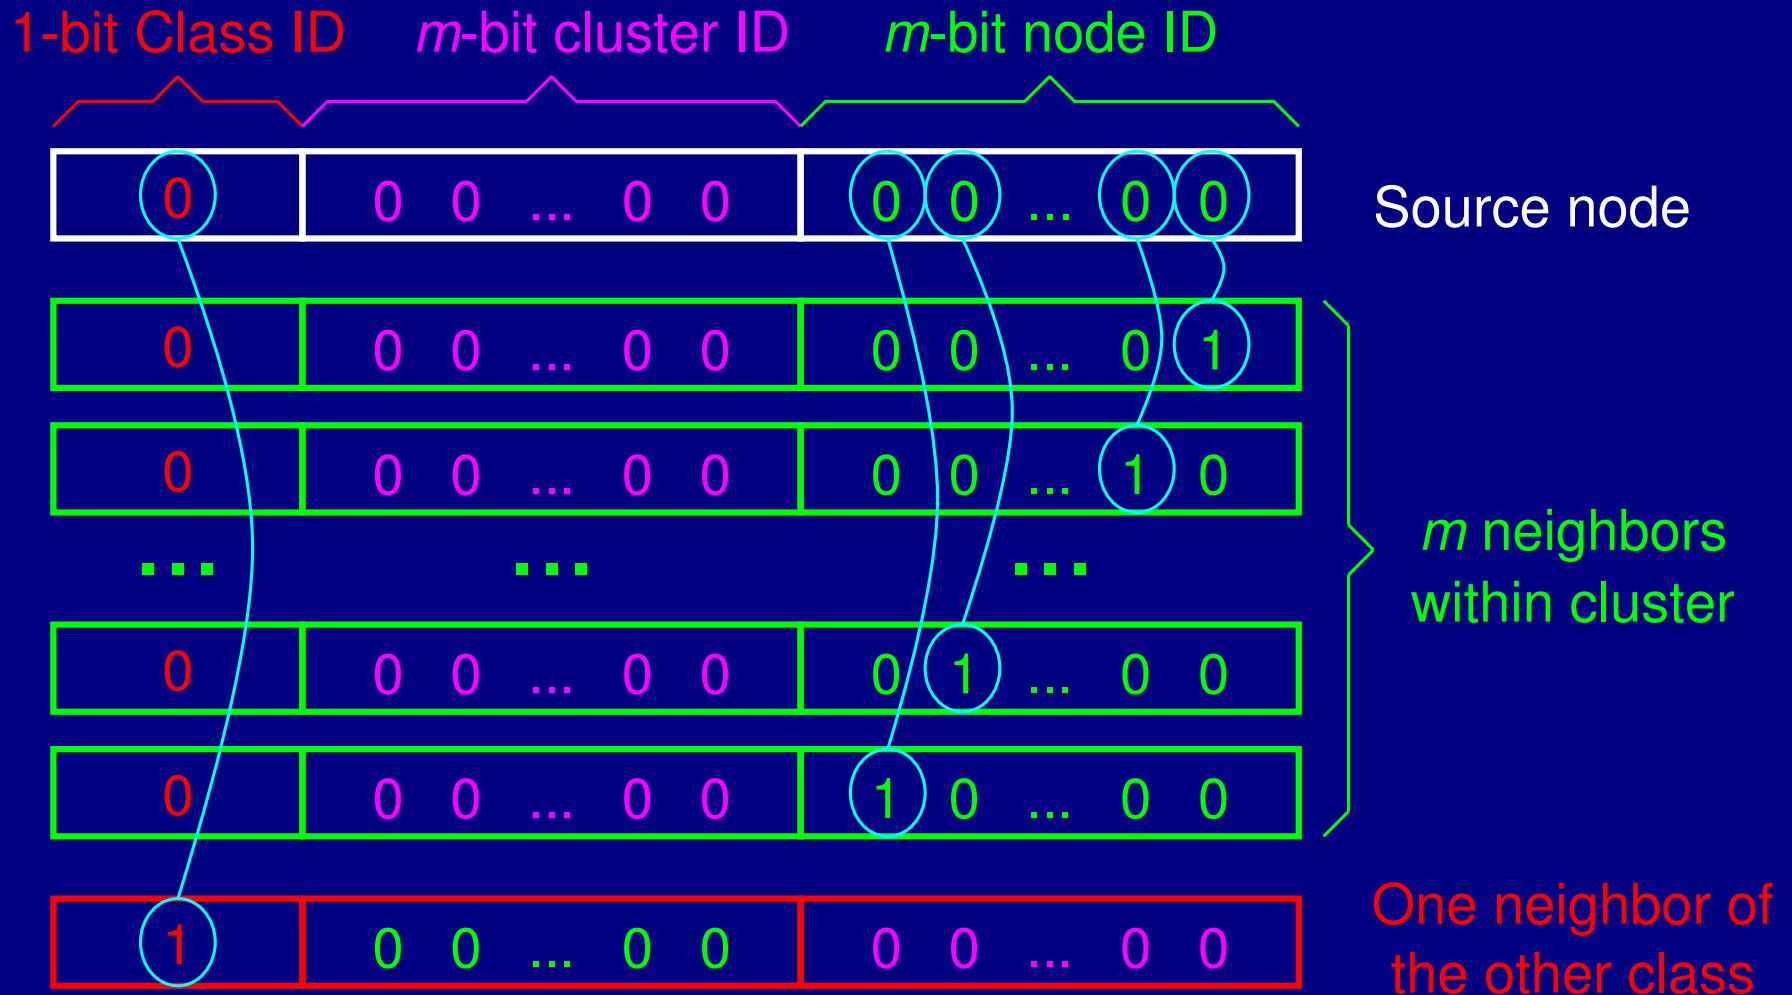 1-bit Class ID m-bit cluster ID m-bit node ID
0 0 0 ... 0 0 0 0 ... 0 0 Source node
0 0 0 ... 0 0 0 0 ... 0 1
0 0 0 ... 0 0 0 0 ... 1 0
... ... ...
m neighbors
within cluster
0 0 0 ... 0 0 0 1 ... 0 0
0 0 0 ... 0 0 1 0 ... 0 0
1 0 0 ... 0 0 0 0 ... 0 0
One neighbor of
the other class